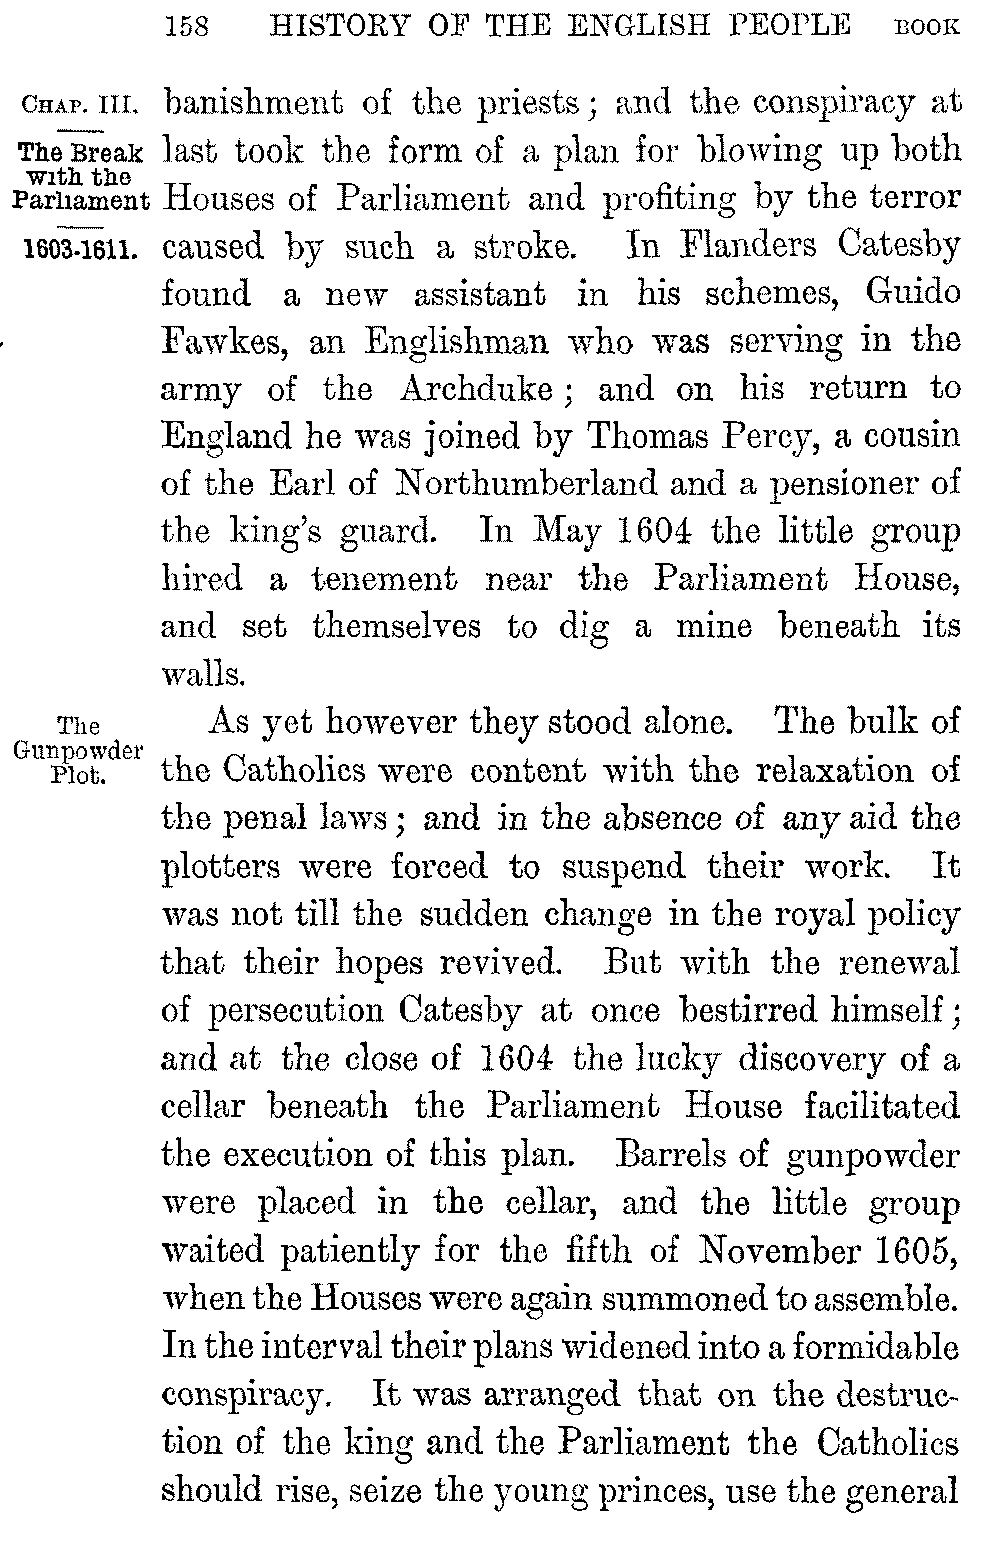 158 HISTORY OF THE ENGLISH PEOPLE BOOK
CHAP. III.
The Break
with the
Parliament
1603-1611.
banishment of the priests; and the conspiracy at
last took the form of a plan for blowing up both
Houses of Parliament and profiting by the terror
caused by such a stroke. In Flanders Catesby
found a new assistant in his schemes, Guido
Fawkes, an Englishman who was serving in the
army of the Archduke; and on his return to
England he was joined by Thomas Percy, a cousin
of the Earl of Northumberland and a pensioner of
the king's guard. In May 1604 the little group
hired a tenement near the Parliament House,
and set themselves to dig a mine beneath its
walls.
The
Gunpowder
Plot.
As yet however they stood alone. The bulk of
the Catholics were content with the relaxation of
the penal laws; and in the absence of any aid the
plotters were forced to suspend their work. It
was not till the sudden change in the royal policy
that their hopes revived. But with the renewal
of persecution Catesby at once bestirred himself;
and at the close of 1604 the lucky discovery of a
cellar beneath the Parliament House facilitated
the execution of this plan. Barrels of gunpowder
were placed in the cellar, and the little group
waited patiently for the fifth of November 1605,
when the Houses were again summoned to assemble.
In the interval their plans widened into a formidable
conspiracy. It was arranged that on the destruc-
tion of the king and the Parliament the Catholics
should rise, seize the young princes, use the general